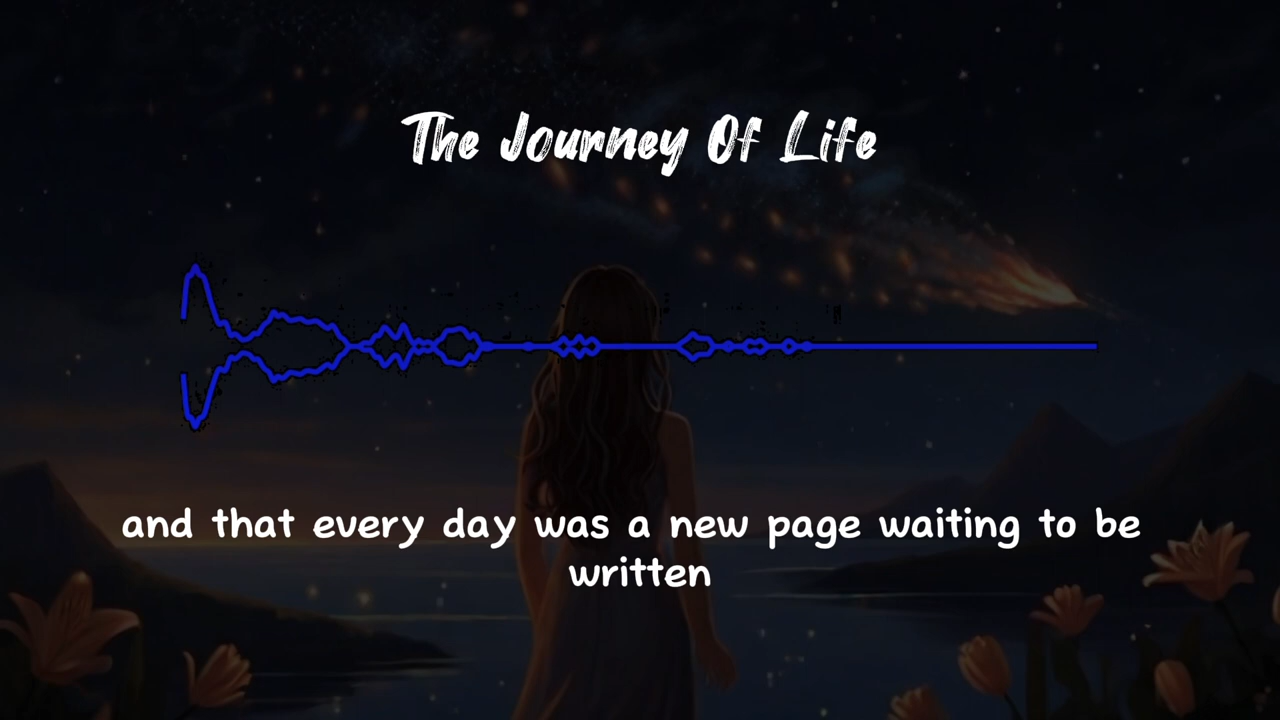 The Journey Of Life
and that every day was a new page waiting to be
written